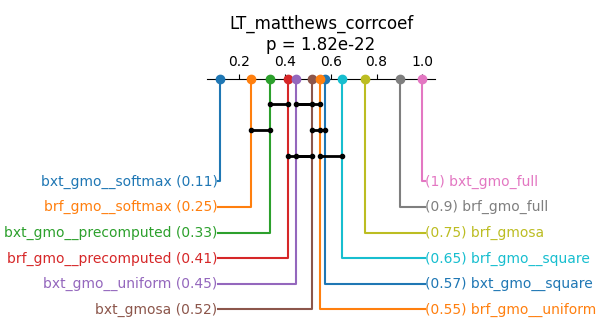 LT_matthews_corrcoef
p = 1.82e-22
0.2 0.4 0.6 0.8 1.0
bxt_gmo__softmax (0.11)
(1) bxt_gmo_full
brf_gmo__softmax (0.25)
(0.9) brf_gmo_full
bxt_gmo__precomputed (0.33)
(0.75) brf_gmosa
brf_gmo__precomputed (0.41)
(0.65) brf_gmo__square
bxt_gmo__uniform (0.45)
(0.57) bxt_gmo__square
bxt_gmosa (0.52)
(0.55) brf_gmo__uniform